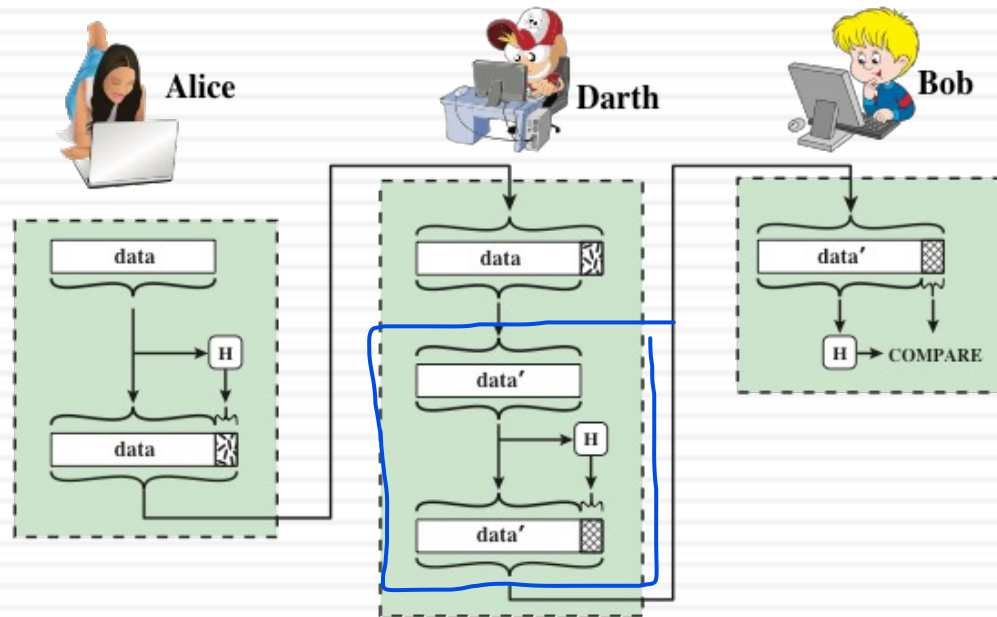 Alice
Darth
Bob
data
H
data
data
data′
H
data′
data′
H
COMPARE